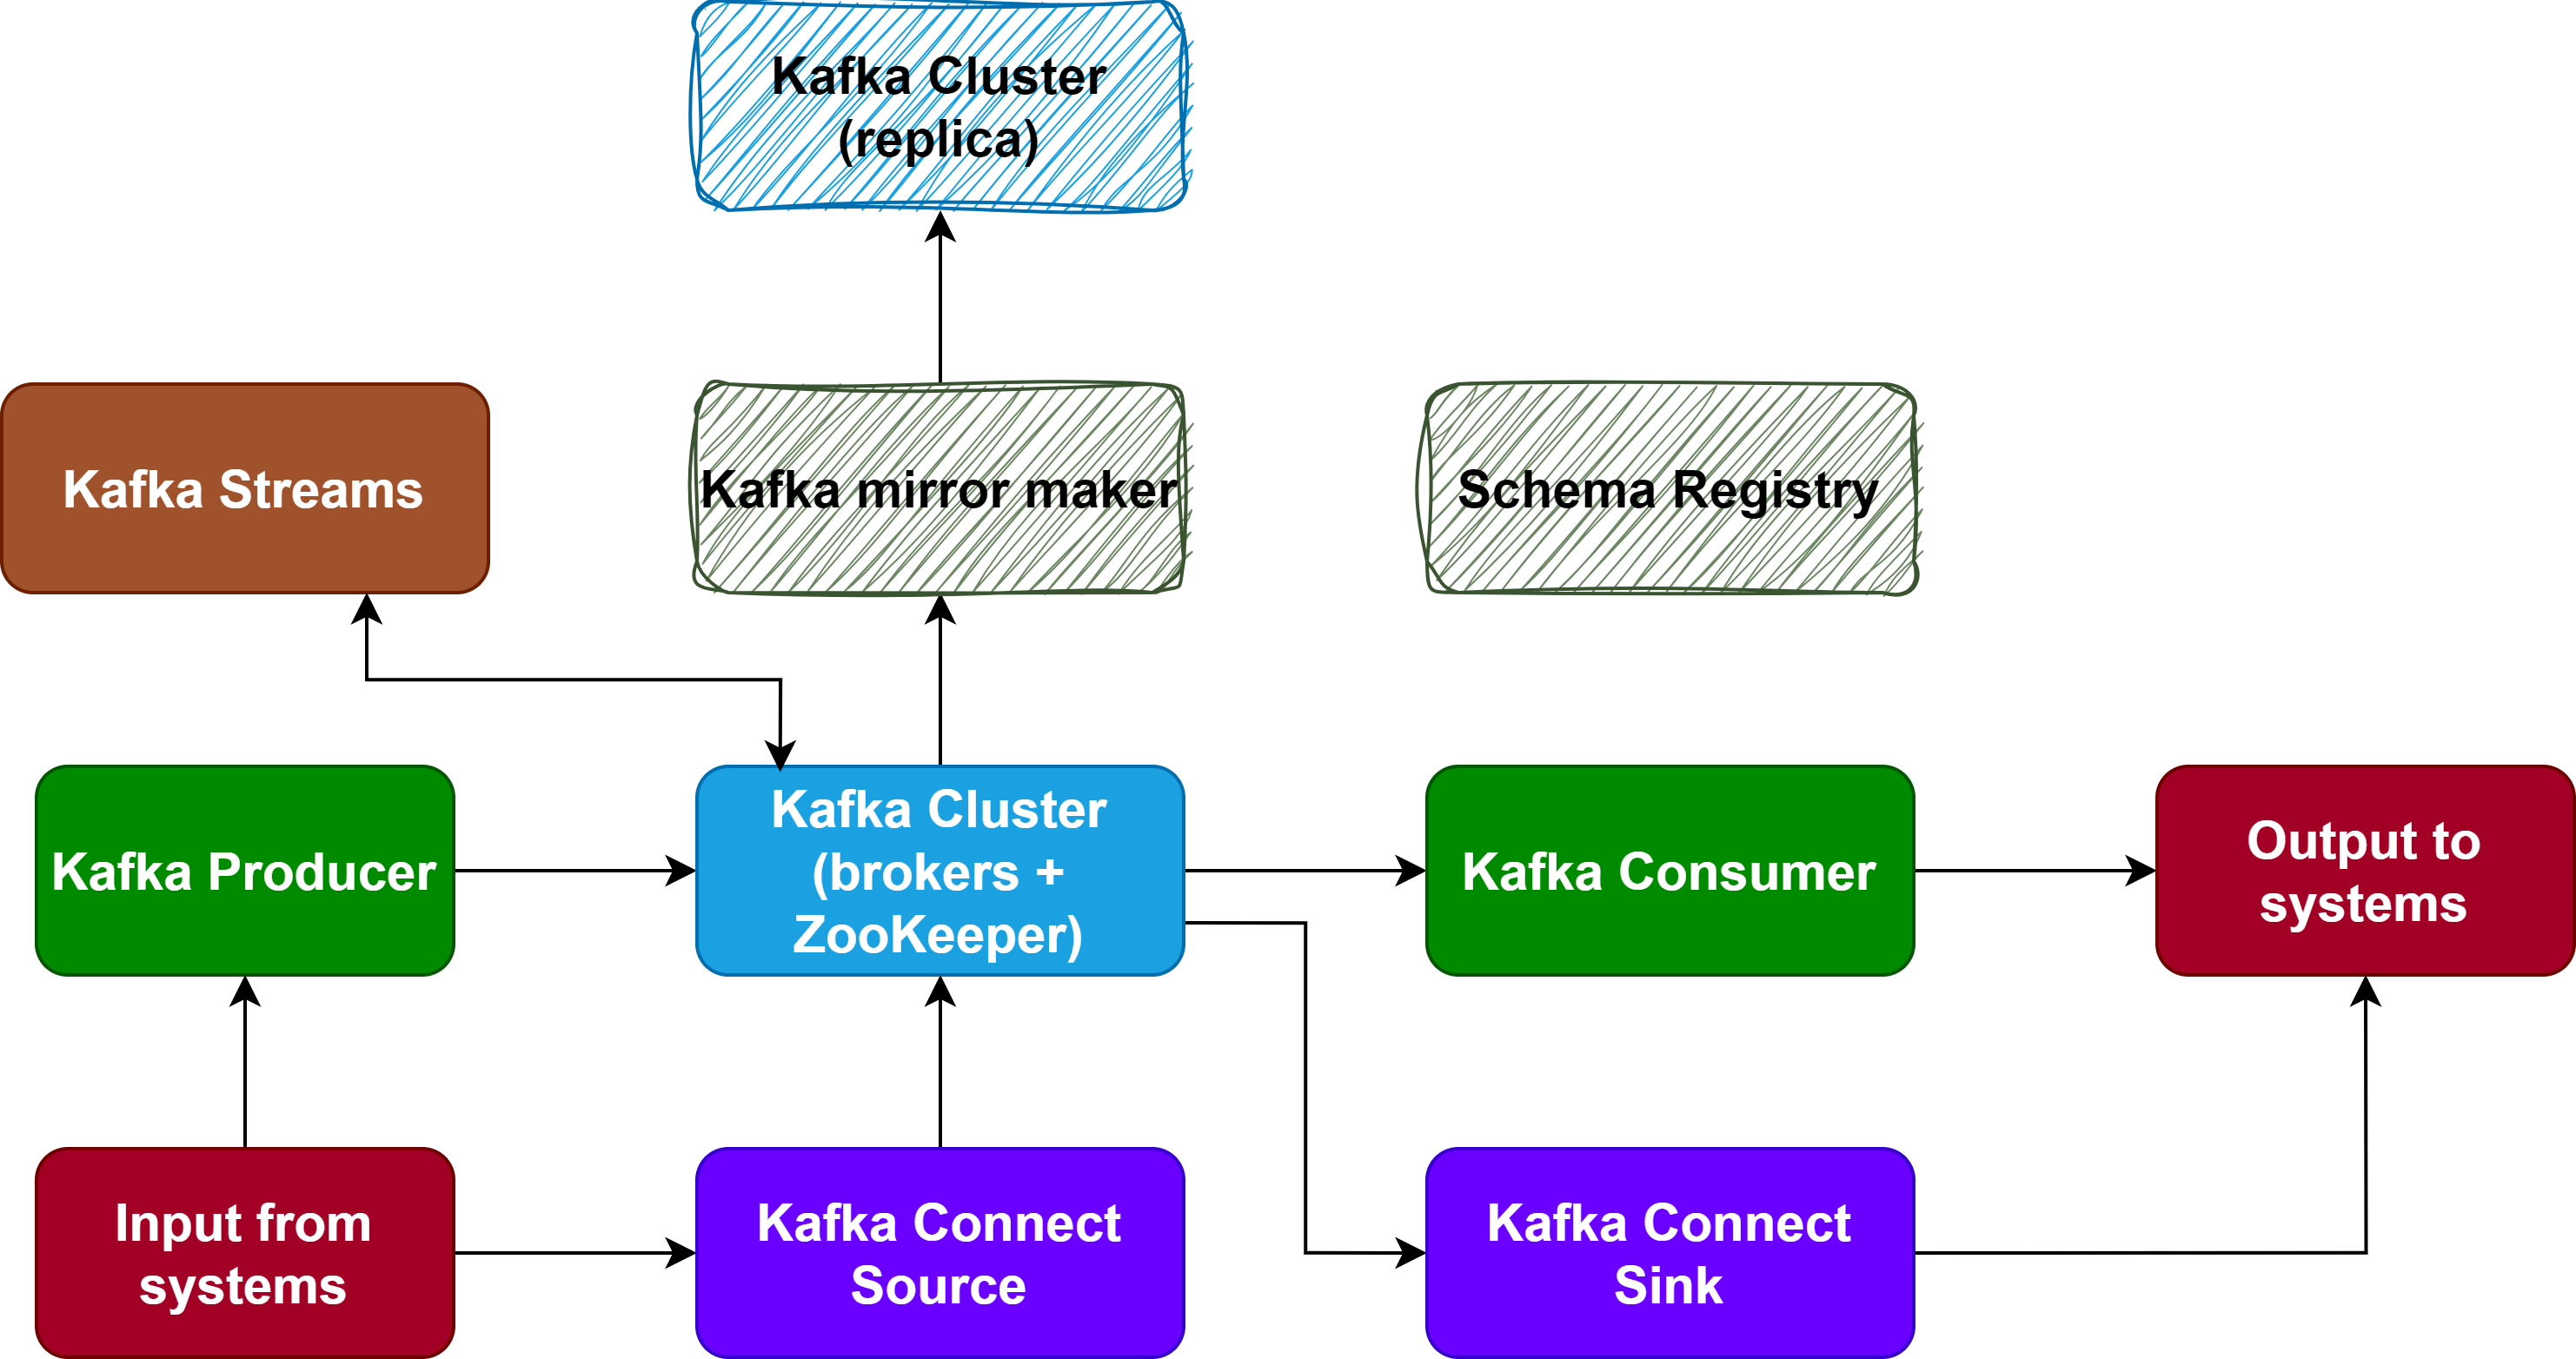 Kafka Cluster
(replica)
Kafka Streams
Kafka mirror maker
Schema Registry
Kafka Producer
Kafka Cluster
(brokers +
ZooKeeper)
Kafka Consumer
Output to
systems
Input from
systems
Kafka Connect
Source
Kafka Connect
Sink